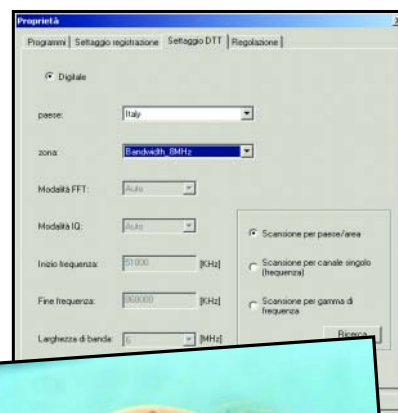 Proprietà
Programmi Settaggio registrazione Settaggio DTT Regolazione
Digitale
paese: Italy
zona: Bandwidth_8MHz
Modalità FFT: Auto
Modalità IQ: Auto
Scansione per paese/area
Inizio frequenza: 51000 [KHz]
Scansione per canale singolo
(frequenza)
Fine frequenza: 860000 [KHz]
Scansione per gamma di
frequenza
Larghezza di banda: 6 [MHz]
Ricerca